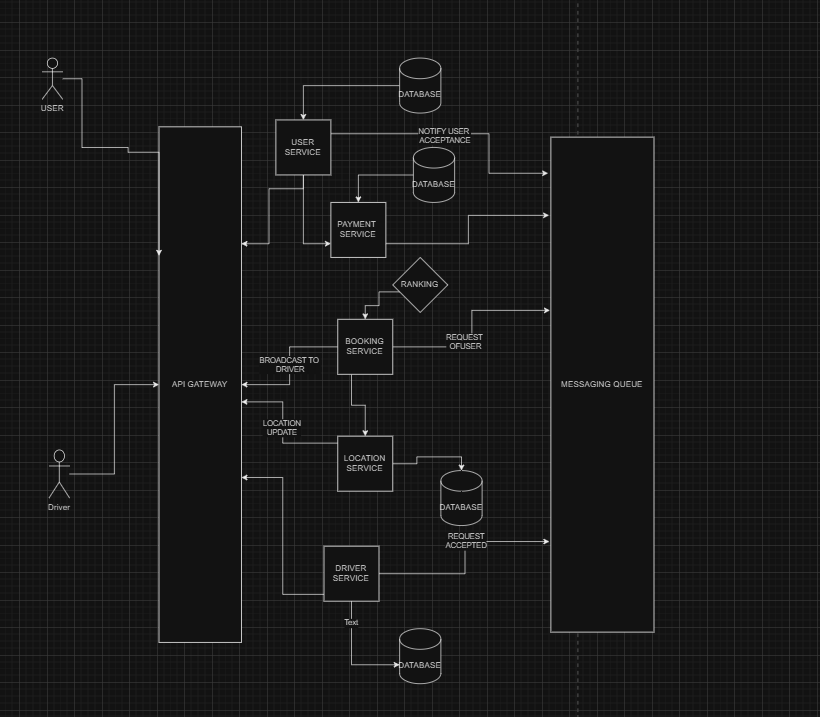 USER
DATABASE
USER
SERVICE
NOTIFY USER
ACCEPTANCE
DATABASE
PAYMENT
SERVICE
RANKING
BOOKING
SERVICE
REQUEST
OFUSER
BROADCAST TO
DRIVER
API GATEWAY
MESSAGING QUEUE
LOCATION
UPDATE
LOCATION
SERVICE
Driver
DATABASE
REQUEST
ACCEPTED
DRIVER
SERVICE
Text
DATABASE